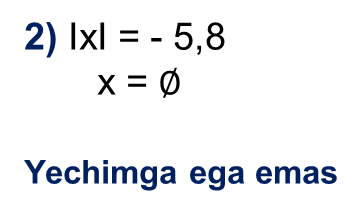 2) IxI = - 5,8
x = ∅
Yechimga ega emas